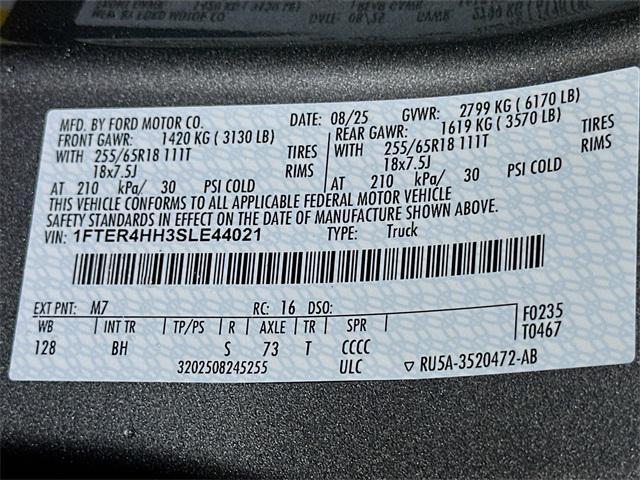 MFD. BY FORD MOTOR CO. DATE: 08/25 GVWR: 2799 KG ( 6170 LB)
FRONT GAWR: 1420 KG ( 3130 LB) REAR GAWR: 1619 KG ( 3570 LB)
WITH 255/65R18 111T TIRES WITH 255/65R18 111T TIRES
18x7.5J RIMS 18x7.5J RIMS
AT 210 kPa/ 30 PSI COLD AT 210 kPa/ 30 PSI COLD
THIS VEHICLE CONFORMS TO ALL APPLICABLE FEDERAL MOTOR VEHICLE
SAFETY STANDARDS IN EFFECT ON THE DATE OF MANUFACTURE SHOWN ABOVE.
VIN: 1FTER4HH3SLE44021 TYPE: Truck
EXT PNT: M7 RC: 16 DSO: F0235
WB INT TR TP/PS R AXLE TR SPR T0467
128 BH S 73 T CCCC
3202508245255 ULC ▽ RU5A-3520472-AB